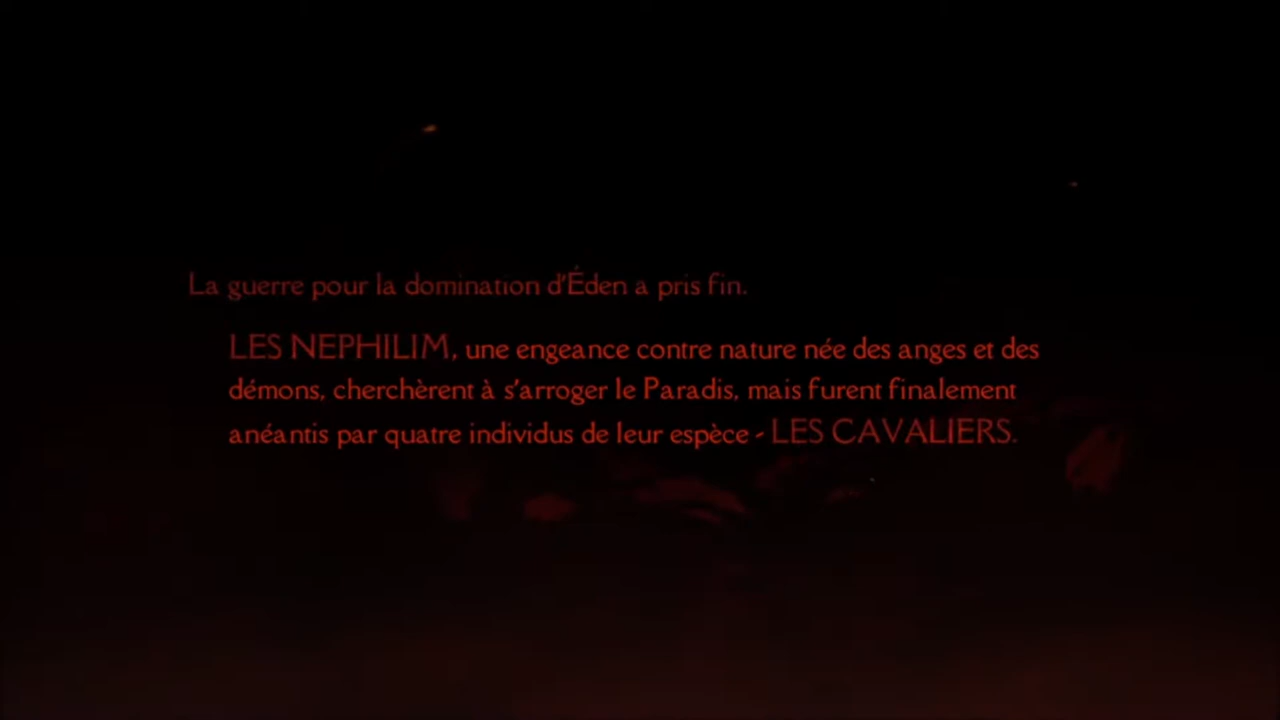 La guerre pour la domination d'Éden a pris fin.
LES NEPHILIM, une engeance contre nature née des anges et des
démons, cherchèrent à s'arroger le Paradis, mais furent finalement
anéantis par quatre individus de leur espèce - LES CAVALIERS.